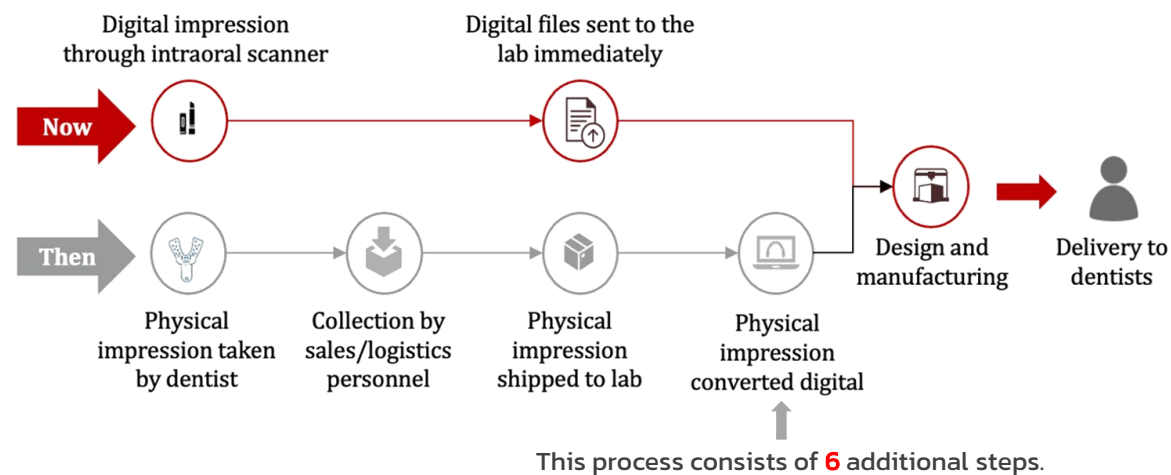 Digital impression
through intraoral scanner
Digital files sent to the
lab immediately
Now
Then
Design and
manufacturing
Delivery to
dentists
Physical
impression taken
by dentist
Collection by
sales/logistics
personnel
Physical
impression
shipped to lab
Physical
impression
converted digital
This process consists of 6 additional steps.